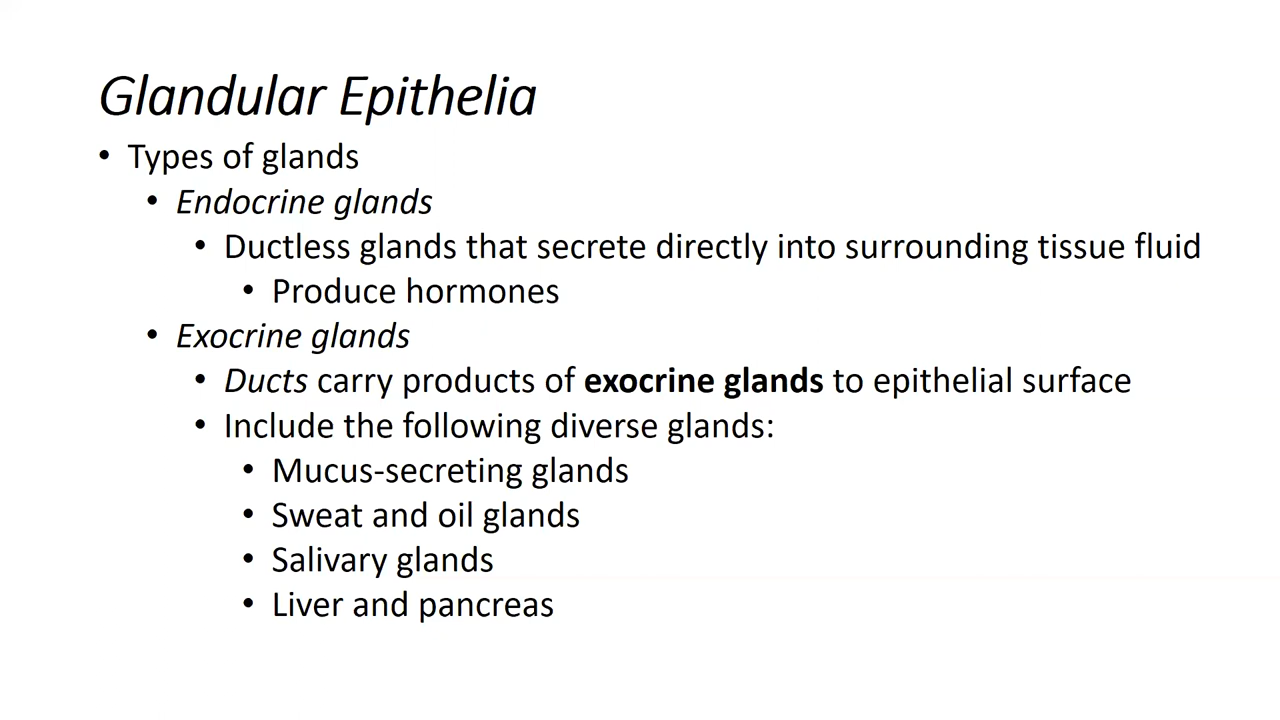 Glandular Epithelia
• Types of glands
• Endocrine glands
• Ductless glands that secrete directly into surrounding tissue fluid
• Produce hormones
• Exocrine glands
• Ducts carry products of exocrine glands to epithelial surface
• Include the following diverse glands:
• Mucus-secreting glands
• Sweat and oil glands
• Salivary glands
• Liver and pancreas